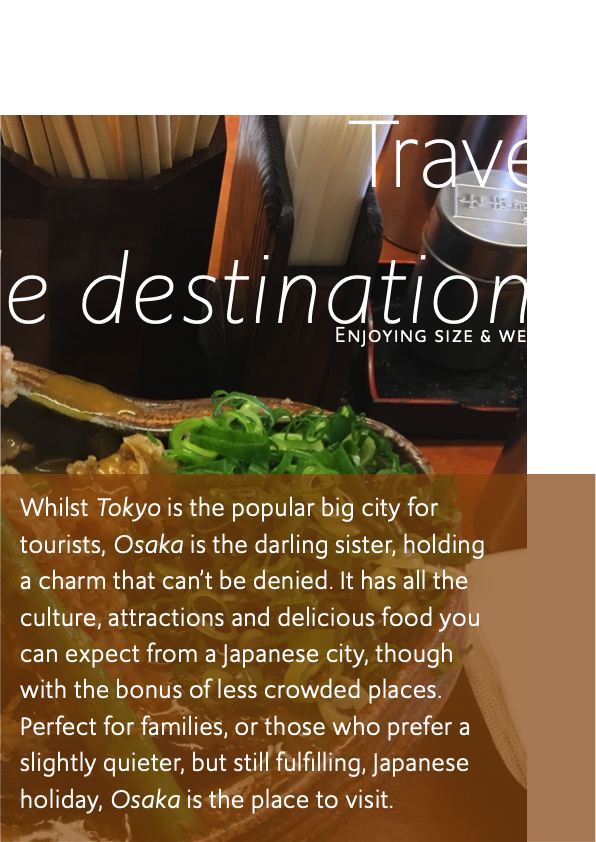 Trave
le destination
ENJOYING SIZE & WE
Whilst Tokyo is the popular big city for
tourists, Osaka is the darling sister, holding
a charm that can't be denied. It has all the
culture, attractions and delicious food you
can expect from a Japanese city, though
with the bonus of less crowded places.
Perfect for families, or those who prefer a
slightly quieter, but still fulfilling, Japanese
holiday, Osaka is the place to visit.